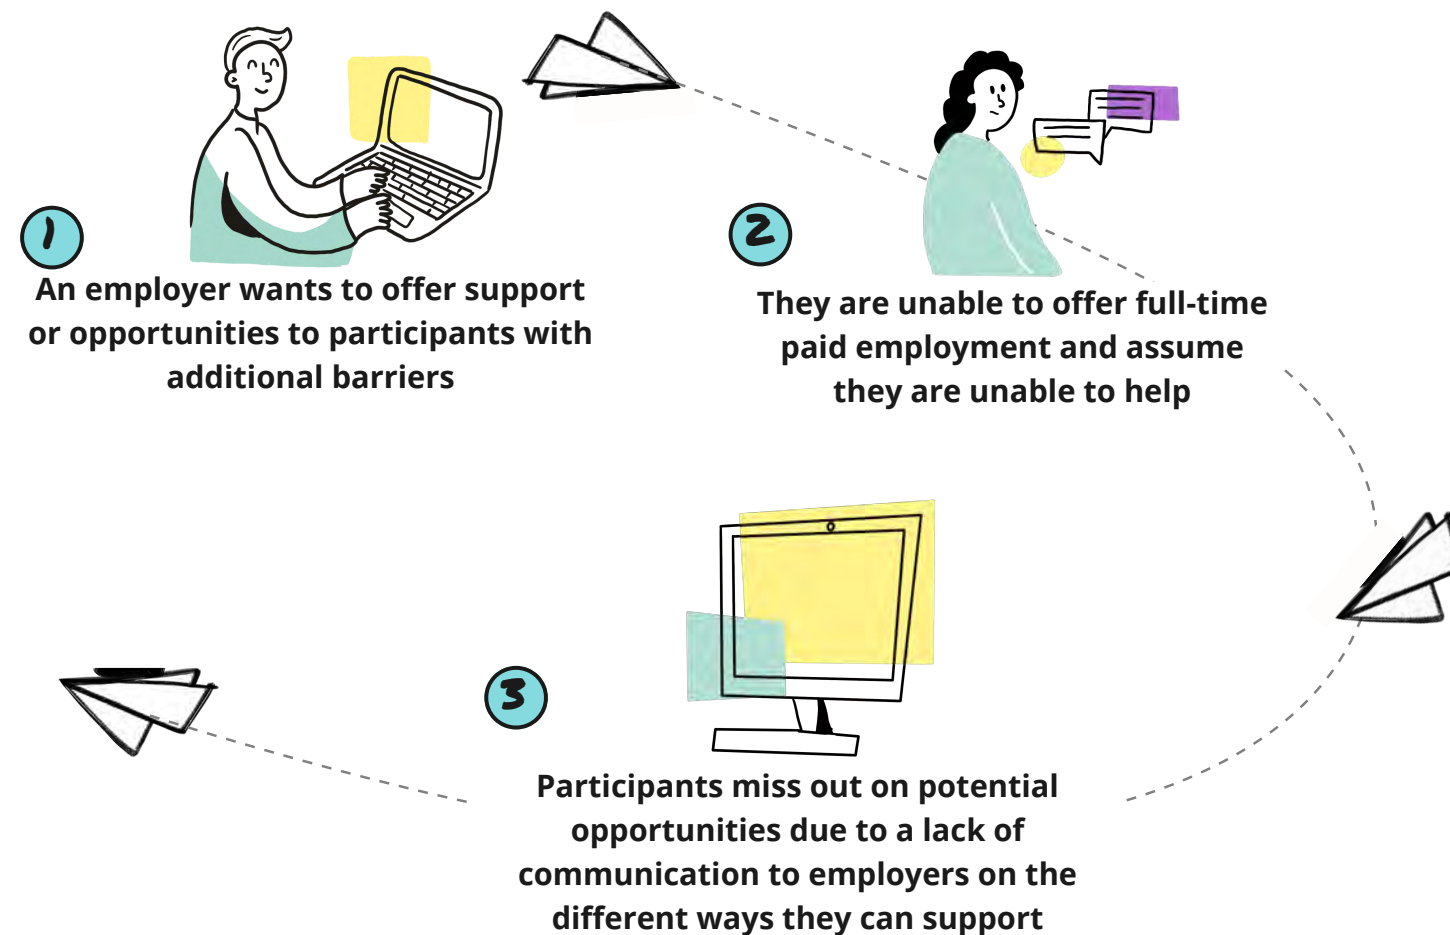 1
An employer wants to offer support
or opportunities to participants with
additional barriers
2
They are unable to offer full-time
paid employment and assume
they are unable to help
3
Participants miss out on potential
opportunities due to a lack of
communication to employers on the
different ways they can support